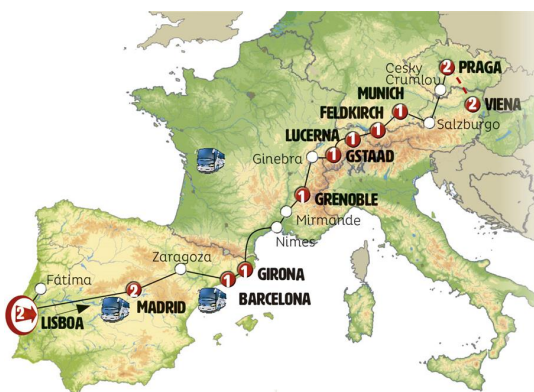 Cesky
Crumlou
2 PRAGA
MUNICH
1
2 VIENA
FELDKIRCH
1
Salzburgo
LUCERNA
1
Ginebra
1
GSTAAD
1
GRENOBLE
Mirmande
Nimes
Zaragoza
1 1 GIRONA
BARCELONA
Fátima
2
MADRID
2
LISBOA